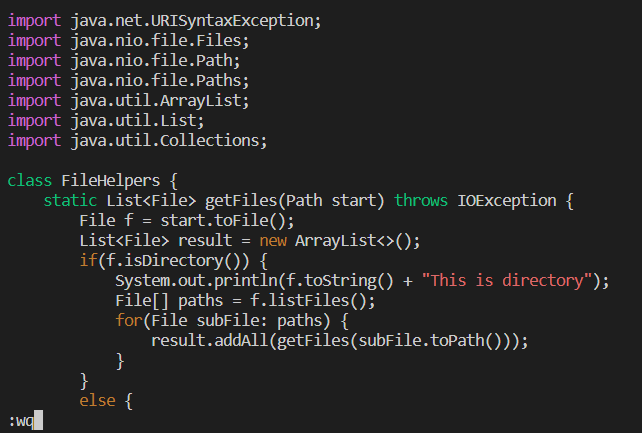 import java.net.URISyntaxException;
import java.nio.file.Files;
import java.nio.file.Path;
import java.nio.file.Paths;
import java.util.ArrayList;
import java.util.List;
import java.util.Collections;

class FileHelpers {
    static List<File> getFiles(Path start) throws IOException {
        File f = start.toFile();
        List<File> result = new ArrayList<>();
        if(f.isDirectory()) {
            System.out.println(f.toString() + "This is directory");
            File[] paths = f.listFiles();
            for(File subFile: paths) {
                result.addAll(getFiles(subFile.toPath()));
            }
        }
        else {
:wq